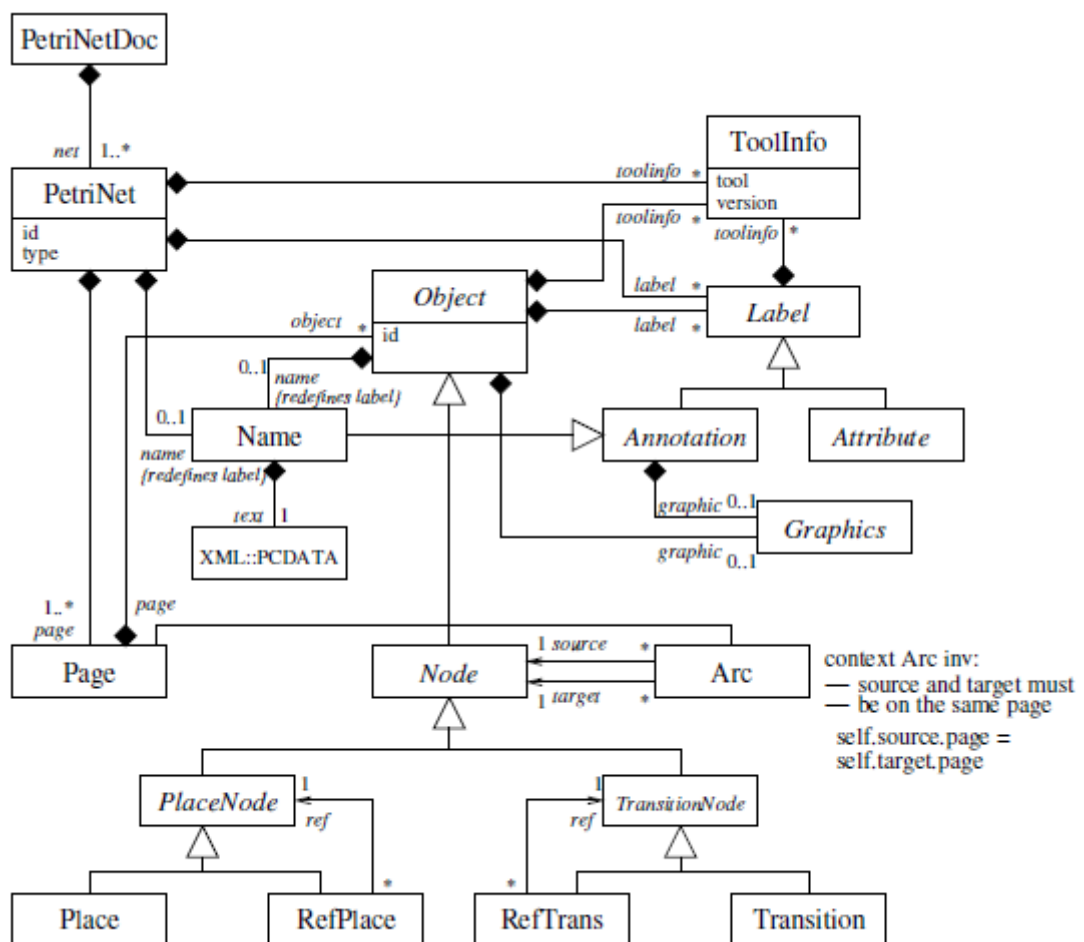 PetriNetDoc
net 1..*
PetriNet
id
type
ToolInfo
tool
version
toolinfo *
toolinfo *
toolinfo *
Object
id
label *
label *
Label
object *
0..1
name
{redefines label}
0..1
name
{redefines label}
Name
Annotation
Attribute
text 1
XML::PCDATA
graphic 0..1
graphic 0..1
Graphics
1..*
page
page
Page
Node
1 source *
1 target *
Arc
context Arc inv:
— source and target must
— be on the same page
self.source.page =
self.target.page
PlaceNode
1
ref
*
TransitionNode
1
ref
*
Place
RefPlace
RefTrans
Transition